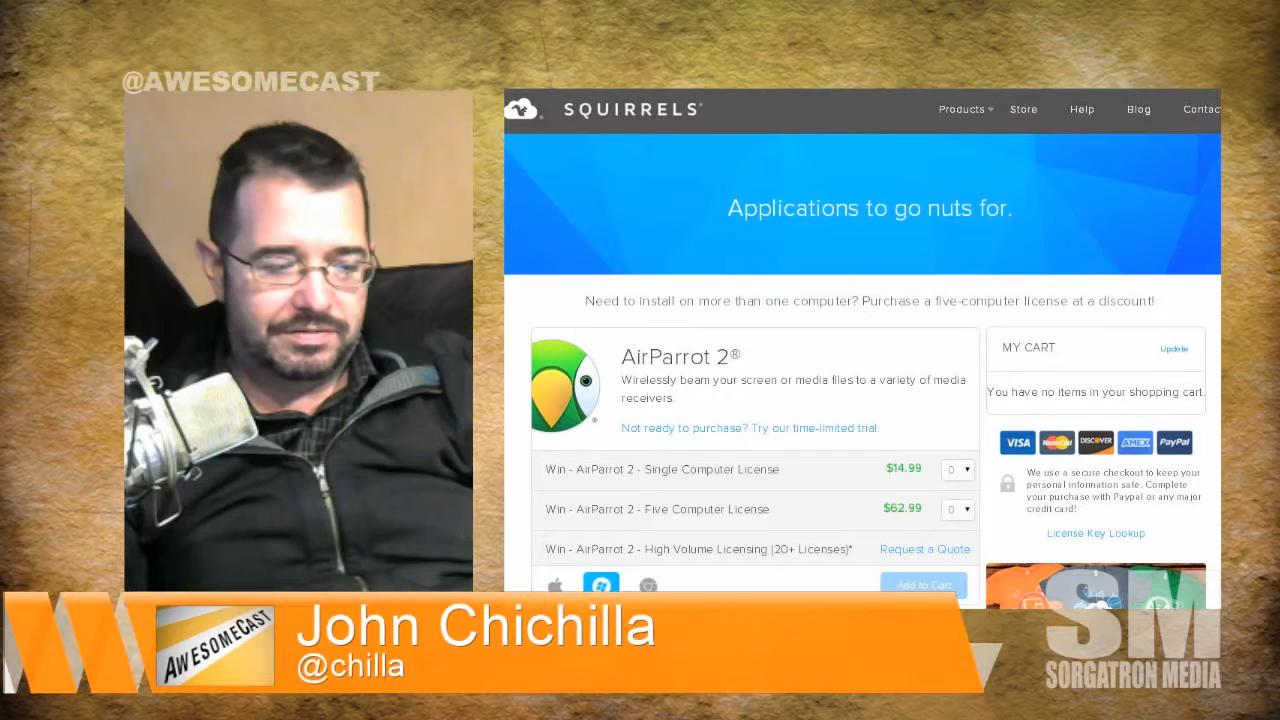 @AWESOMECAST
SQUIRRELS
Products Store Help Blog Contac
Applications to go nuts for.
Need to install on more than one computer? Purchase a five-computer license at a discount!
AirParrot 2®
Wirelessly beam your screen or media files to a variety of media
receivers.
Not ready to purchase? Try our time-limited trial.
Win - AirParrot 2 - Single Computer License $14.99 0
Win - AirParrot 2 - Five Computer License $62.99 0
Win - AirParrot 2 - High Volume Licensing (20+ Licenses)* Request a Quote
Add to Cart
MY CART Update
You have no items in your shopping cart.
VISA MasterCard DISCOVER AMEX PayPal
We use a secure checkout to keep your
personal information safe. Complete
your purchase with Paypal or any major
credit card!
License Key Lookup
AWESOMECAST
John Chichilla
@chilla
SM
SORGATRON MEDIA